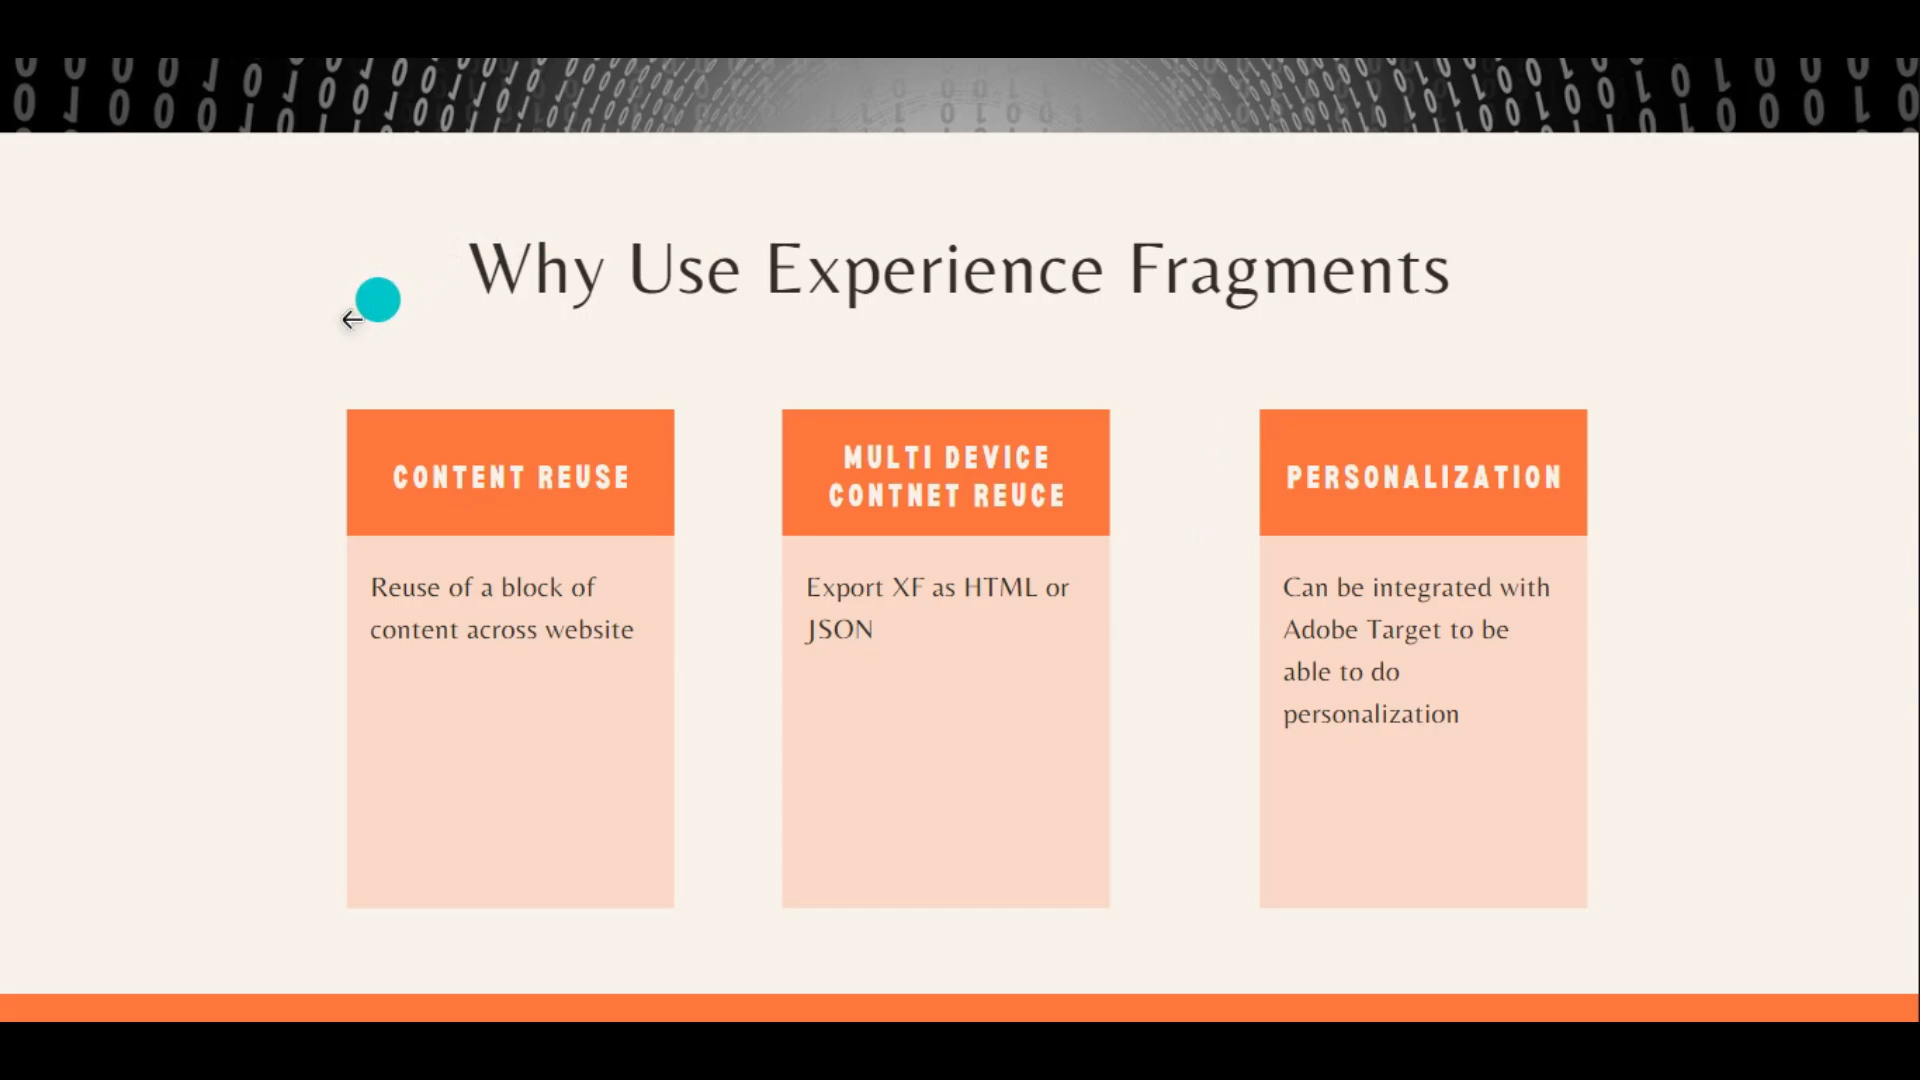 Why Use Experience Fragments
CONTENT REUSE
Reuse of a block of
content across website
MULTI DEVICE
CONTNET REUCE
Export XF as HTML or
JSON
PERSONALIZATION
Can be integrated with
Adobe Target to be
able to do
personalization